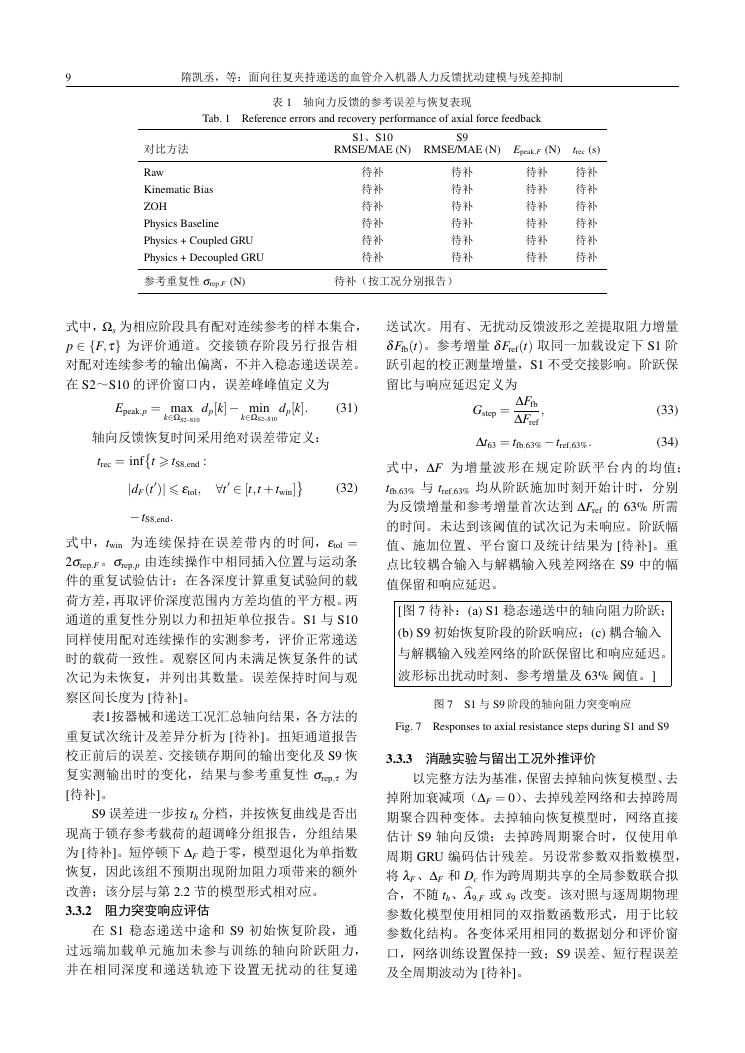 9
隋凯丞，等：面向往复夹持递送的血管介入机器人力反馈扰动建模与残差抑制
表 1　轴向力反馈的参考误差与恢复表现
Tab. 1　Reference errors and recovery performance of axial force feedback
S1、S10　S9
对比方法　RMSE/MAE (N)　RMSE/MAE (N)　E_peak,F (N)　t_rec (s)
Raw　待补　待补　待补　待补
Kinematic Bias　待补　待补　待补　待补
ZOH　待补　待补　待补　待补
Physics Baseline　待补　待补　待补　待补
Physics + Coupled GRU　待补　待补　待补　待补
Physics + Decoupled GRU　待补　待补　待补　待补
参考重复性 σ_rep,F (N)　待补（按工况分别报告）
式中，Ω_s 为相应阶段具有配对连续参考的样本集合，
p ∈ {F,τ} 为评价通道。交接锁存阶段另行报告相
对配对连续参考的输出偏离，不并入稳态递送误差。
在 S2～S10 的评价窗口内，误差峰峰值定义为
E_peak,p = max_{k∈Ω_S2–S10} d_p[k] − min_{k∈Ω_S2–S10} d_p[k].　(31)
轴向反馈恢复时间采用绝对误差带定义：
t_rec = inf{t ⩾ t_S8,end :
|d_F(t′)| ⩽ ε_tol,　∀t′ ∈ [t, t + t_win]}　(32)
− t_S8,end.
式中，t_win 为连续保持在误差带内的时间，ε_tol =
2σ_rep,F。σ_rep,p 由连续操作中相同插入位置与运动条
件的重复试验估计：在各深度计算重复试验间的载
荷方差，再取评价深度范围内方差均值的平方根。两
通道的重复性分别以力和扭矩单位报告。S1 与 S10
同样使用配对连续操作的实测参考，评价正常递送
时的载荷一致性。观察区间内未满足恢复条件的试
次记为未恢复，并列出其数量。误差保持时间与观
察区间长度为 [待补]。
表1按器械和递送工况汇总轴向结果，各方法的
重复试次统计及差异分析为 [待补]。扭矩通道报告
校正前后的误差、交接锁存期间的输出变化及 S9 恢
复实测输出时的变化，结果与参考重复性 σ_rep,τ 为
[待补]。
S9 误差进一步按 t_h 分档，并按恢复曲线是否出
现高于锁存参考载荷的超调峰分组报告，分组结果
为 [待补]。短停顿下 Δ_F 趋于零，模型退化为单指数
恢复，因此该组不预期出现附加力项带来的额外
改善；该分层与第 2.2 节的模型形式相对应。
3.3.2　阻力突变响应评估
在 S1 稳态递送中途和 S9 初始恢复阶段，通
过远端加载单元施加未参与训练的轴向阶跃阻力，
并在相同深度和递送轨迹下设置无扰动的往复递
送试次。用有、无扰动反馈波形之差提取阻力增量
δF_fb(t)。参考增量 δF_ref(t) 取同一加载设定下 S1 阶
跃引起的校正测量增量，S1 不受交接影响。阶跃保
留比与响应延迟定义为
G_step = ΔF_fb / ΔF_ref,　(33)
Δt_63 = t_fb,63% − t_ref,63%.　(34)
式中，ΔF 为增量波形在规定阶跃平台内的均值；
t_fb,63% 与 t_ref,63% 均从阶跃施加时刻开始计时，分别
为反馈增量和参考增量首次达到 ΔF_ref 的 63% 所需
的时间。未达到该阈值的试次记为未响应。阶跃幅
值、施加位置、平台窗口及统计结果为 [待补]。重
点比较耦合输入与解耦输入残差网络在 S9 中的幅
值保留和响应延迟。
[图 7 待补：(a) S1 稳态递送中的轴向阻力阶跃；
(b) S9 初始恢复阶段的阶跃响应；(c) 耦合输入
与解耦输入残差网络的阶跃保留比和响应延迟。
波形标出扰动时刻、参考增量及 63% 阈值。]
图 7　S1 与 S9 阶段的轴向阻力突变响应
Fig. 7　Responses to axial resistance steps during S1 and S9
3.3.3　消融实验与留出工况外推评价
以完整方法为基准，保留去掉轴向恢复模型、去
掉附加衰减项（Δ_F = 0）、去掉残差网络和去掉跨周
期聚合四种变体。去掉轴向恢复模型时，网络直接
估计 S9 轴向反馈；去掉跨周期聚合时，仅使用单
周期 GRU 编码估计残差。另设常参数双指数模型，
将 λ_F、Δ_F 和 D_c 作为跨周期共享的全局参数联合拟
合，不随 t_h、Â_9,F 或 s_9 改变。该对照与逐周期物理
参数化模型使用相同的双指数函数形式，用于比较
参数化结构。各变体采用相同的数据划分和评价窗
口，网络训练设置保持一致；S9 误差、短行程误差
及全周期波动为 [待补]。